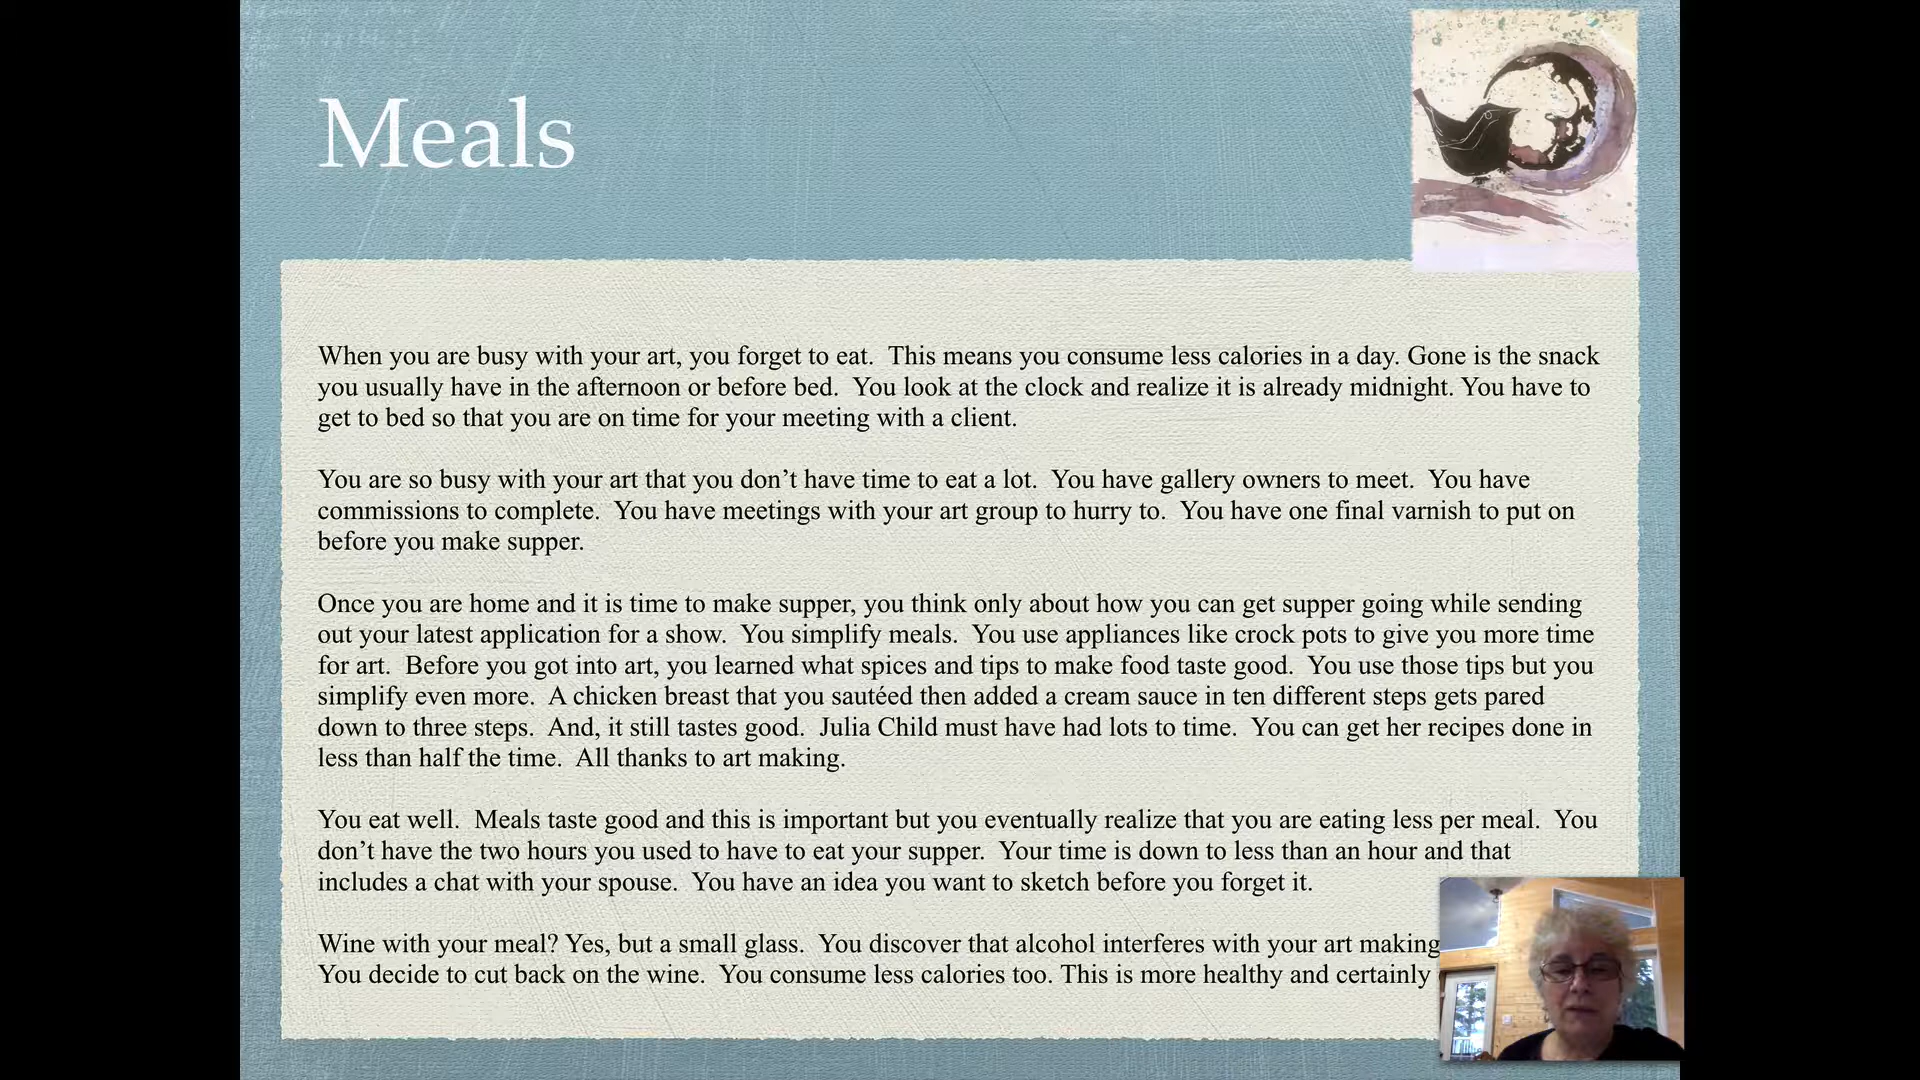 Meals
When you are busy with your art, you forget to eat.  This means you consume less calories in a day. Gone is the snack
you usually have in the afternoon or before bed.  You look at the clock and realize it is already midnight. You have to
get to bed so that you are on time for your meeting with a client.
You are so busy with your art that you don’t have time to eat a lot.  You have gallery owners to meet.  You have
commissions to complete.  You have meetings with your art group to hurry to.  You have one final varnish to put on
before you make supper.
Once you are home and it is time to make supper, you think only about how you can get supper going while sending
out your latest application for a show.  You simplify meals.  You use appliances like crock pots to give you more time
for art.  Before you got into art, you learned what spices and tips to make food taste good.  You use those tips but you
simplify even more.  A chicken breast that you sautéed then added a cream sauce in ten different steps gets pared
down to three steps.  And, it still tastes good.  Julia Child must have had lots to time.  You can get her recipes done in
less than half the time.  All thanks to art making.
You eat well.  Meals taste good and this is important but you eventually realize that you are eating less per meal.  You
don’t have the two hours you used to have to eat your supper.  Your time is down to less than an hour and that
includes a chat with your spouse.  You have an idea you want to sketch before you forget it.
Wine with your meal? Yes, but a small glass.  You discover that alcohol interferes with your art making
You decide to cut back on the wine.  You consume less calories too. This is more healthy and certainly